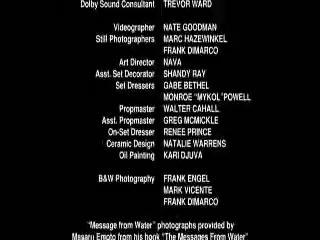 Dolby Sound Consultant TREVOR WARD
Videographer NATE GOODMAN
Still Photographers MARC HAZEWINKEL
FRANK DIMARCO
Art Director NAVA
Asst. Set Decorator SHANDY RAY
Set Dressers GABE BETHEL
MONROE "MYKOL" POWELL
Propmaster WALTER CAHALL
Asst. Propmaster GREG MCMICKLE
On-Set Dresser RENEE PRINCE
Ceramic Design NATALIE WARRENS
Oil Painting KARI DJUVA
B&W Photography FRANK ENGEL
MARK VICENTE
FRANK DIMARCO
"Message from Water" photographs provided by
Masaru Emoto from his book "The Messages From Water"